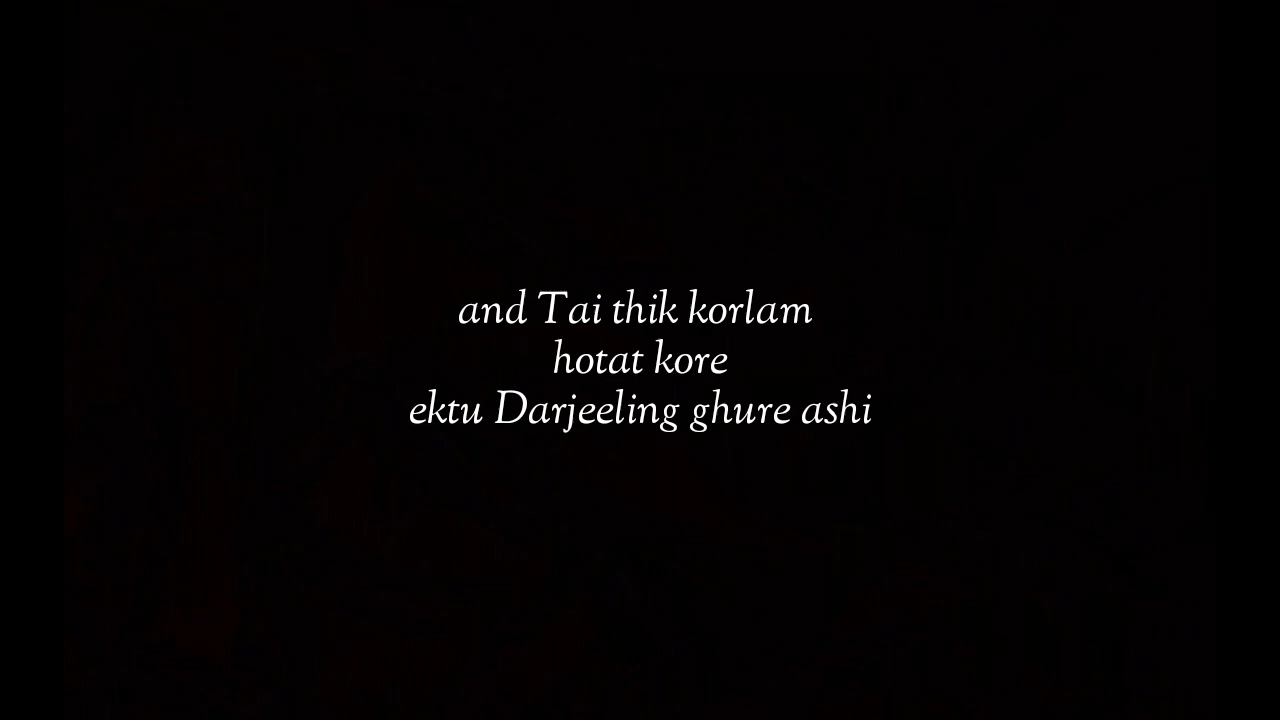 and Tai thik korlam
hotat kore
ektu Darjeeling ghure ashi